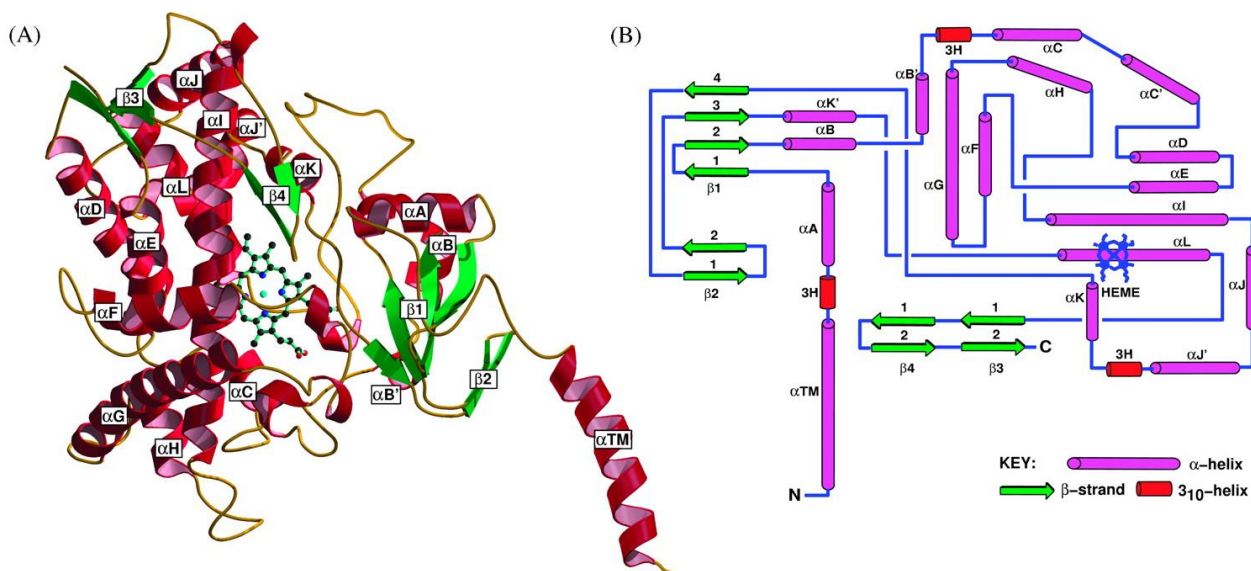 (A)
αJ
β3
αI
αJ'
αK
αL
β4
αD
αA
αE
αB
β1
αF
β2
αC
αB'
αG
αH
αTM
(B)
3H
αC
αB'
αH
αC'
4
αK'
3
αB
2
1
β1
αF
αG
αD
αE
αA
αI
2
1
β2
αL
HEME
αK
αJ
3H
1
1
2
2
C
β4
β3
3H
αJ'
αTM
N
KEY:
α-helix
β-strand
3₁₀-helix